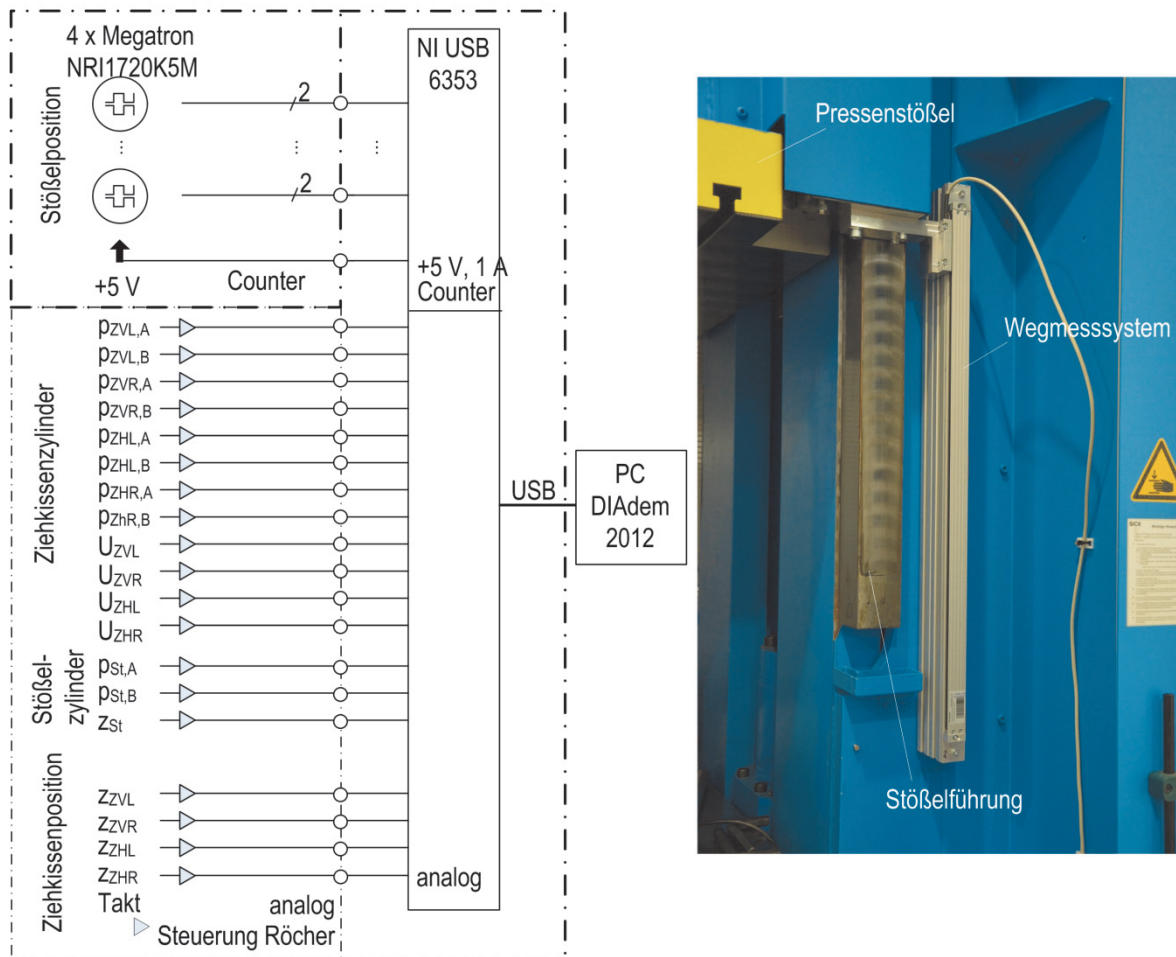 4 x Megatron
NRI1720K5M
Stößelposition
2
2
+5 V
Counter
NI USB
6353
+5 V, 1 A
Counter
Ziehkissenzylinder
pZVL,A
pZVL,B
pZVR,A
pZVR,B
pZHL,A
pZHL,B
pZHR,A
pZhR,B
UZVL
UZVR
UZHL
UZHR
Stößel-
zylinder
pSt,A
pSt,B
zSt
Ziehkissenposition
zZVL
zZVR
zZHL
zZHR
Takt
analog
Steuerung Röcher
analog
USB
PC
DIAdem
2012
Pressenstößel
Wegmesssystem
Stößelführung
SICK